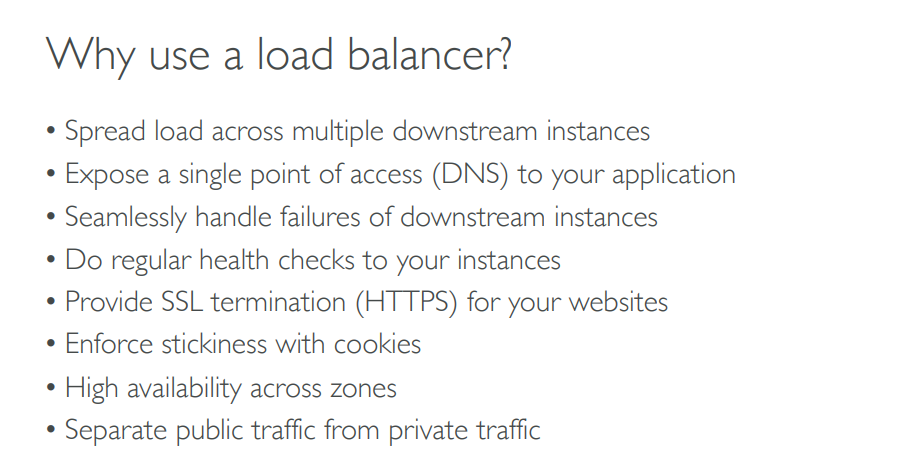 Why use a load balancer?
• Spread load across multiple downstream instances
• Expose a single point of access (DNS) to your application
• Seamlessly handle failures of downstream instances
• Do regular health checks to your instances
• Provide SSL termination (HTTPS) for your websites
• Enforce stickiness with cookies
• High availability across zones
• Separate public traffic from private traffic